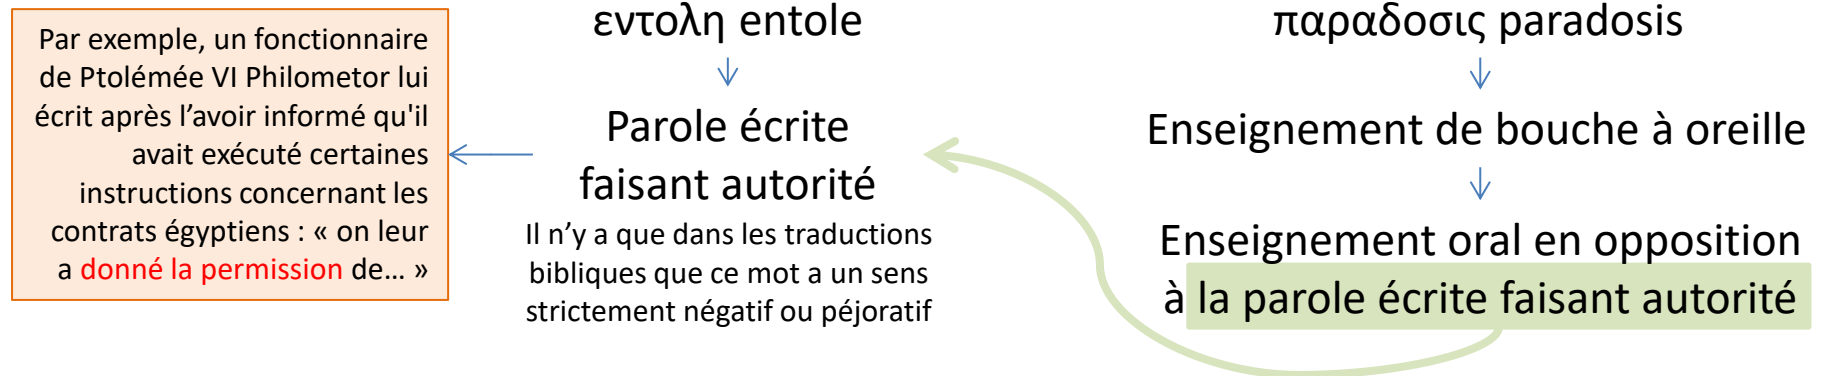 Par exemple, un fonctionnaire
de Ptolémée VI Philometor lui
écrit après l’avoir informé qu'il
avait exécuté certaines
instructions concernant les
contrats égyptiens : « on leur
a donné la permission de… »
εντολη entole
Parole écrite
faisant autorité
Il n’y a que dans les traductions
bibliques que ce mot a un sens
strictement négatif ou péjoratif
παραδοσις paradosis
Enseignement de bouche à oreille
Enseignement oral en opposition
à la parole écrite faisant autorité